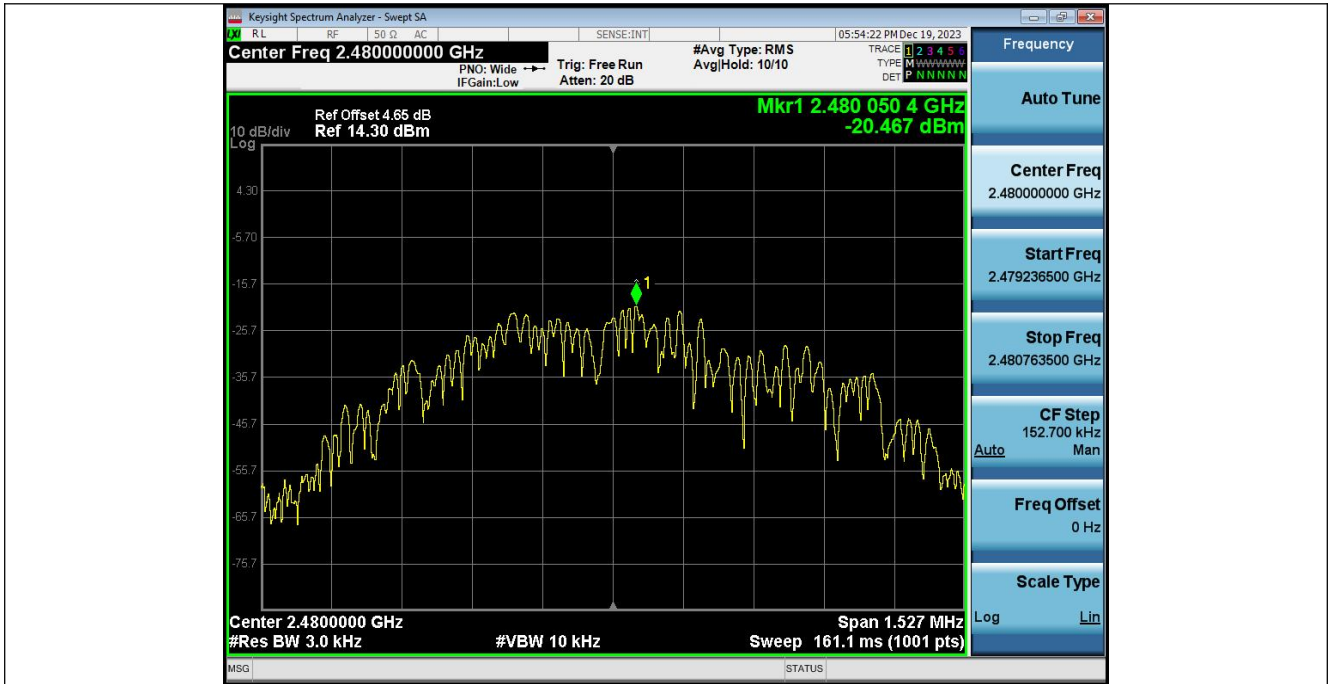 Keysight Spectrum Analyzer - Swept SA
LXI RL RF 50 Ω AC SENSE:INT 05:54:22 PM Dec 19, 2023
Center Freq 2.480000000 GHz
PNO: Wide
IFGain:Low
Trig: Free Run
Atten: 20 dB
#Avg Type: RMS
Avg|Hold: 10/10
TRACE 1 2 3 4 5 6
TYPE M WWWWW
DET P N N N N N
Ref Offset 4.65 dB
10 dB/div Ref 14.30 dBm
Log
Mkr1 2.480 050 4 GHz
-20.467 dBm
4.30
-5.70
-15.7
-25.7
-35.7
-45.7
-55.7
-65.7
-75.7
1
Center 2.4800000 GHz
Span 1.527 MHz
#Res BW 3.0 kHz
#VBW 10 kHz
Sweep 161.1 ms (1001 pts)
MSG
STATUS
Frequency
Auto Tune
Center Freq
2.480000000 GHz
Start Freq
2.479236500 GHz
Stop Freq
2.480763500 GHz
CF Step
152.700 kHz
Auto Man
Freq Offset
0 Hz
Scale Type
Log Lin